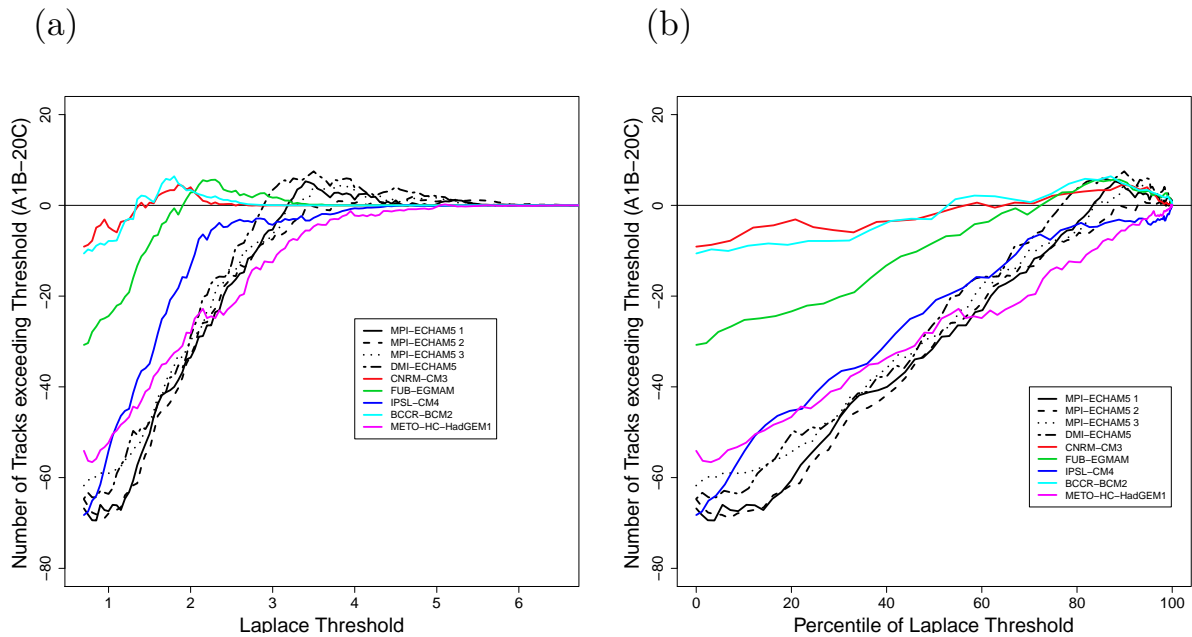 (a)
Number of Tracks exceeding Threshold (A1B−20C)
20
0
−20
−40
−60
−80
MPI−ECHAM5 1
MPI−ECHAM5 2
MPI−ECHAM5 3
DMI−ECHAM5
CNRM−CM3
FUB−EGMAM
IPSL−CM4
BCCR−BCM2
METO−HC−HadGEM1
1 2 3 4 5 6
Laplace Threshold
(b)
Number of Tracks exceeding Threshold (A1B−20C)
20
0
−20
−40
−60
−80
MPI−ECHAM5 1
MPI−ECHAM5 2
MPI−ECHAM5 3
DMI−ECHAM5
CNRM−CM3
FUB−EGMAM
IPSL−CM4
BCCR−BCM2
METO−HC−HadGEM1
0 20 40 60 80 100
Percentile of Laplace Threshold